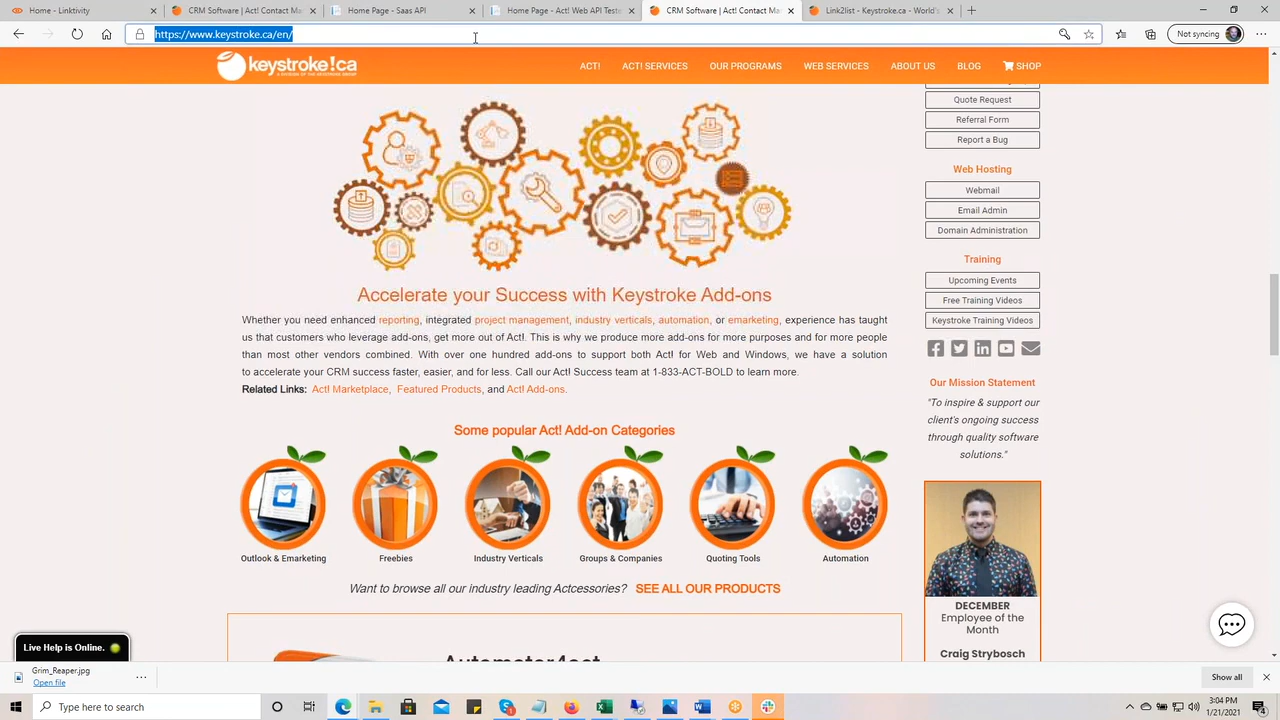 Home - Linktivity
CRM Software | Act! Contact Ma
Home Page - Saas API
Home Page - Act! Web API Teste
CRM Software | Act! Contact Ma
Link2list - Keystroke.ca - World's
https://www.keystroke.ca/en/
Not syncing
keystroke!ca
ACT!
ACT! SERVICES
OUR PROGRAMS
WEB SERVICES
ABOUT US
BLOG
SHOP
Quote Request
Referral Form
Report a Bug
Web Hosting
Webmail
Email Admin
Domain Administration
Training
Upcoming Events
Free Training Videos
Keystroke Training Videos
Our Mission Statement
"To inspire & support our
client's ongoing success
through quality software
solutions."
DECEMBER
Employee of the
Month
Craig Strybosch
Accelerate your Success with Keystroke Add-ons
Whether you need enhanced reporting, integrated project management, industry verticals, automation, or emarketing, experience has taught
us that customers who leverage add-ons, get more out of Act!. This is why we produce more add-ons for more purposes and for more people
than most other vendors combined. With over one hundred add-ons to support both Act! for Web and Windows, we have a solution
to accelerate your CRM success faster, easier, and for less. Call our Act! Success team at 1-833-ACT-BOLD to learn more.
Related Links: Act! Marketplace, Featured Products, and Act! Add-ons.
Some popular Act! Add-on Categories
Outlook & Emarketing
Freebies
Industry Verticals
Groups & Companies
Quoting Tools
Automation
Want to browse all our industry leading Actcessories? SEE ALL OUR PRODUCTS
Automator4act
Live Help is Online.
Grim_Reaper.jpg
Open file
Show all
Type here to search
3:04 PM
1/21/2021